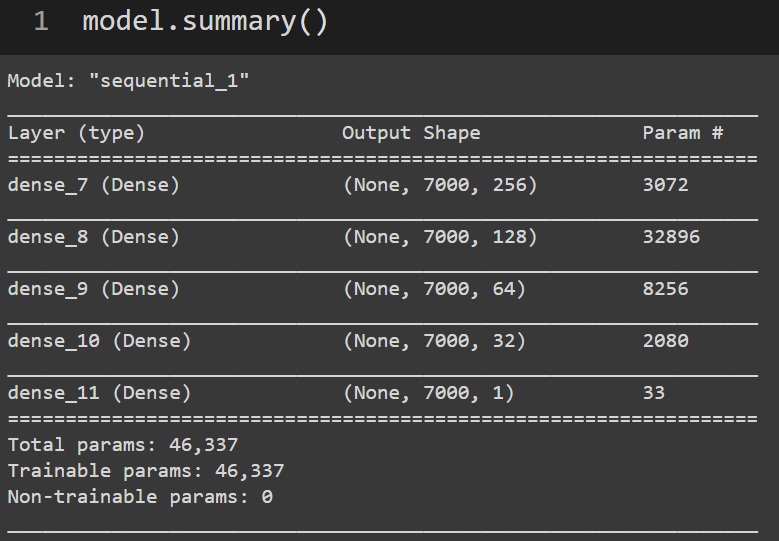 1 model.summary()
Model: "sequential_1"
Layer (type) Output Shape Param #
=================================================================
dense_7 (Dense) (None, 7000, 256) 3072
dense_8 (Dense) (None, 7000, 128) 32896
dense_9 (Dense) (None, 7000, 64) 8256
dense_10 (Dense) (None, 7000, 32) 2080
dense_11 (Dense) (None, 7000, 1) 33
=================================================================
Total params: 46,337
Trainable params: 46,337
Non-trainable params: 0